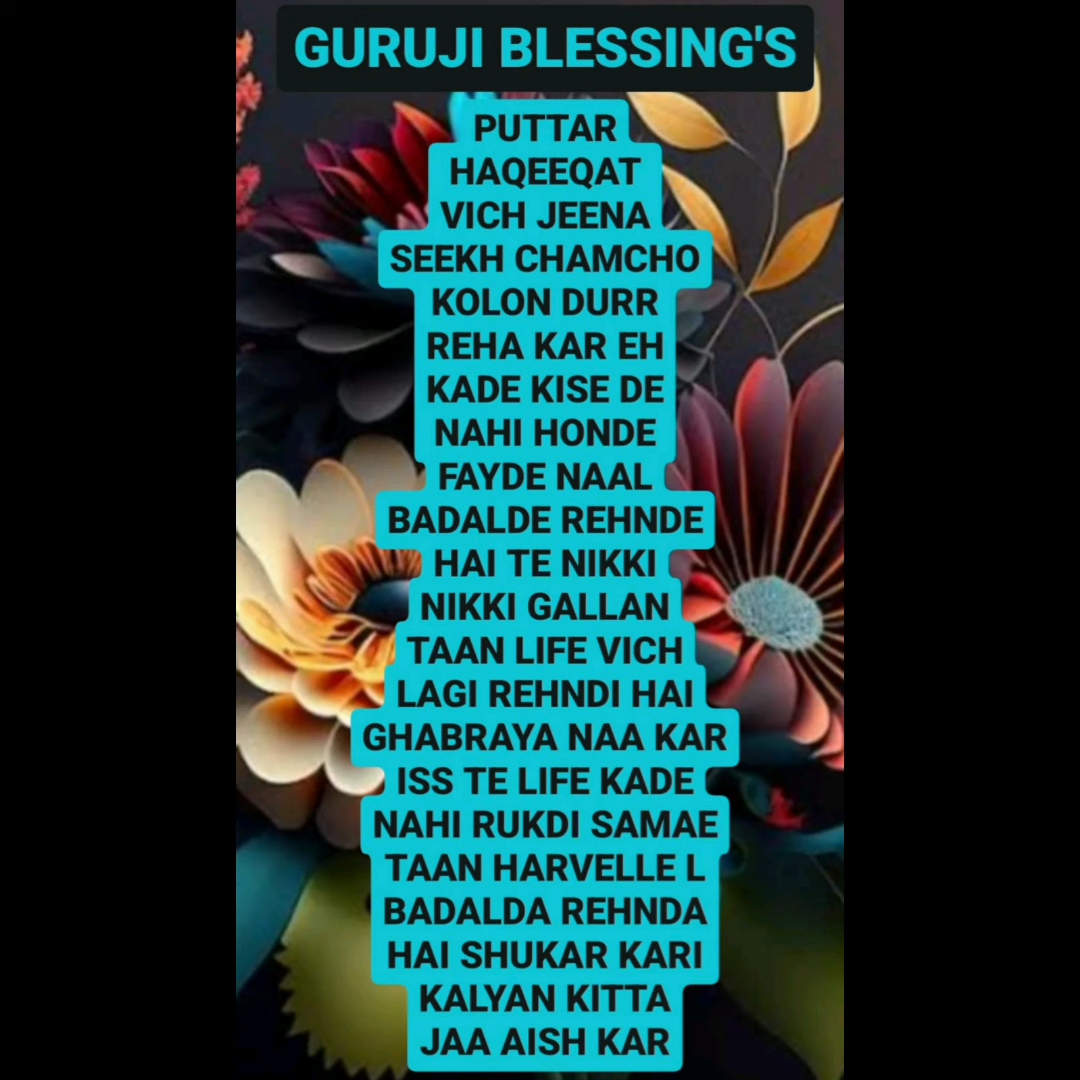 GURUJI BLESSING'S
PUTTAR
HAQEEQAT
VICH JEENA
SEEKH CHAMCHO
KOLON DURR
REHA KAR EH
KADE KISE DE
NAHI HONDE
FAYDE NAAL
BADALDE REHNDE
HAI TE NIKKI
NIKKI GALLAN
TAAN LIFE VICH
LAGI REHNDI HAI
GHABRAYA NAA KAR
ISS TE LIFE KADE
NAHI RUKDI SAMAE
TAAN HARVELLE L
BADALDA REHNDA
HAI SHUKAR KARI
KALYAN KITTA
JAA AISH KAR